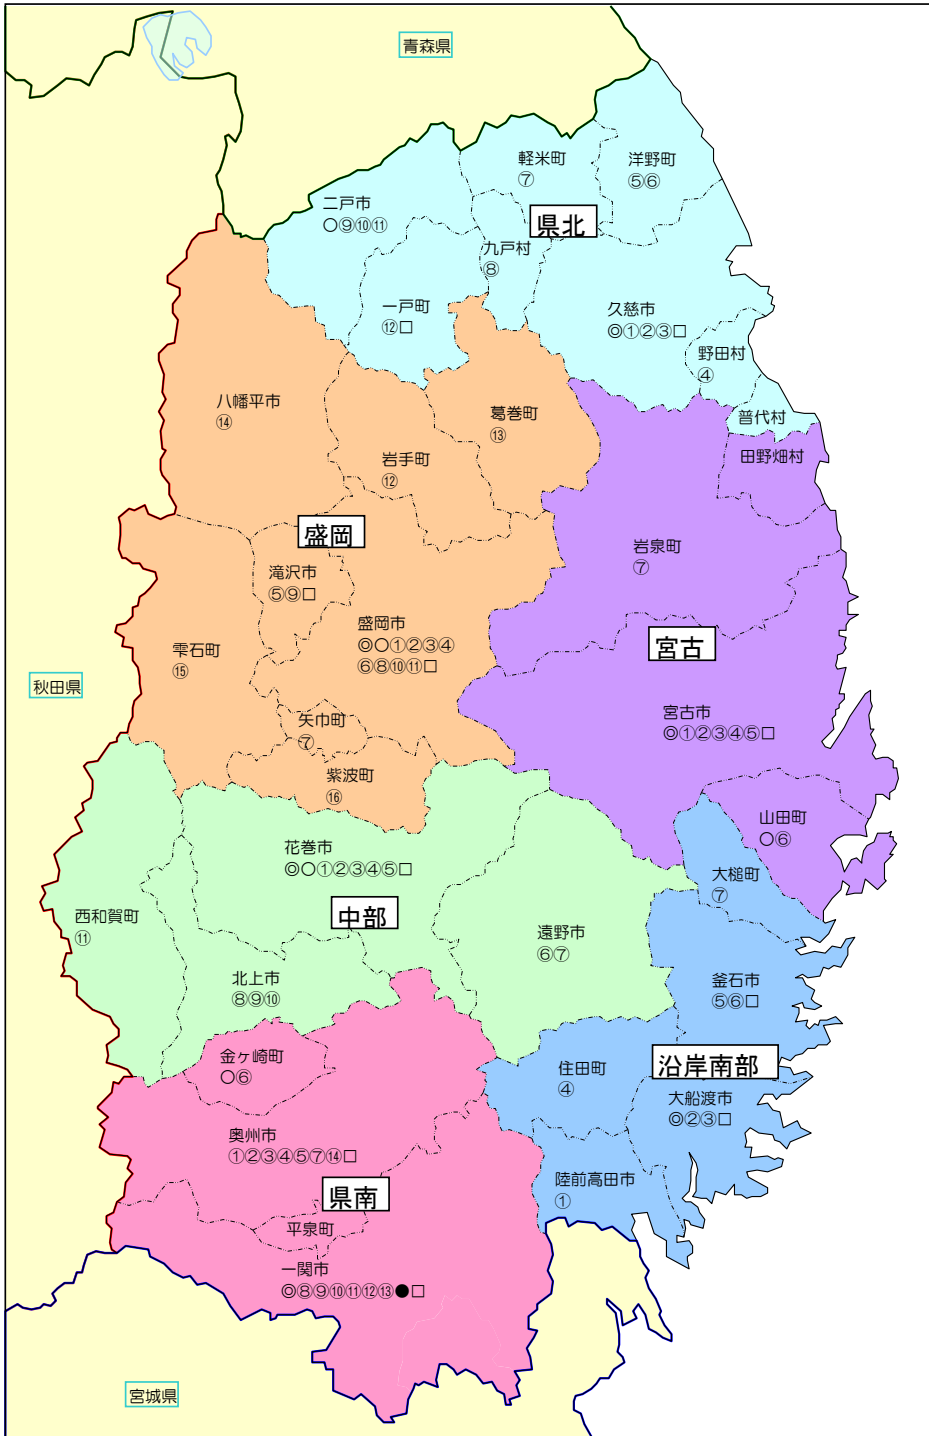 青森県
軽米町
⑦
洋野町
⑤⑥
二戸市
○⑨⑩⑪
県北
九戸村
⑧
一戸町
⑫□
久慈市
◎①②③□
野田村
④
普代村
八幡平市
⑭
葛巻町
⑬
岩手町
⑫
田野畑村
盛岡
岩泉町
⑦
滝沢市
⑤⑨□
盛岡市
◎○①②③④
⑥⑧⑩⑪□
宮古
雫石町
⑮
秋田県
矢巾町
⑦
宮古市
◎①②③④⑤□
紫波町
⑯
山田町
○⑥
花巻市
◎○①②③④⑤□
大槌町
⑦
中部
西和賀町
⑪
遠野市
⑥⑦
北上市
⑧⑨⑩
釜石市
⑤⑥□
金ヶ崎町
○⑥
住田町
④
沿岸南部
大船渡市
◎②③□
奥州市
①②③④⑤⑦⑭□
陸前高田市
①
県南
平泉町
一関市
◎⑧⑨⑩⑪⑫⑬●□
宮城県